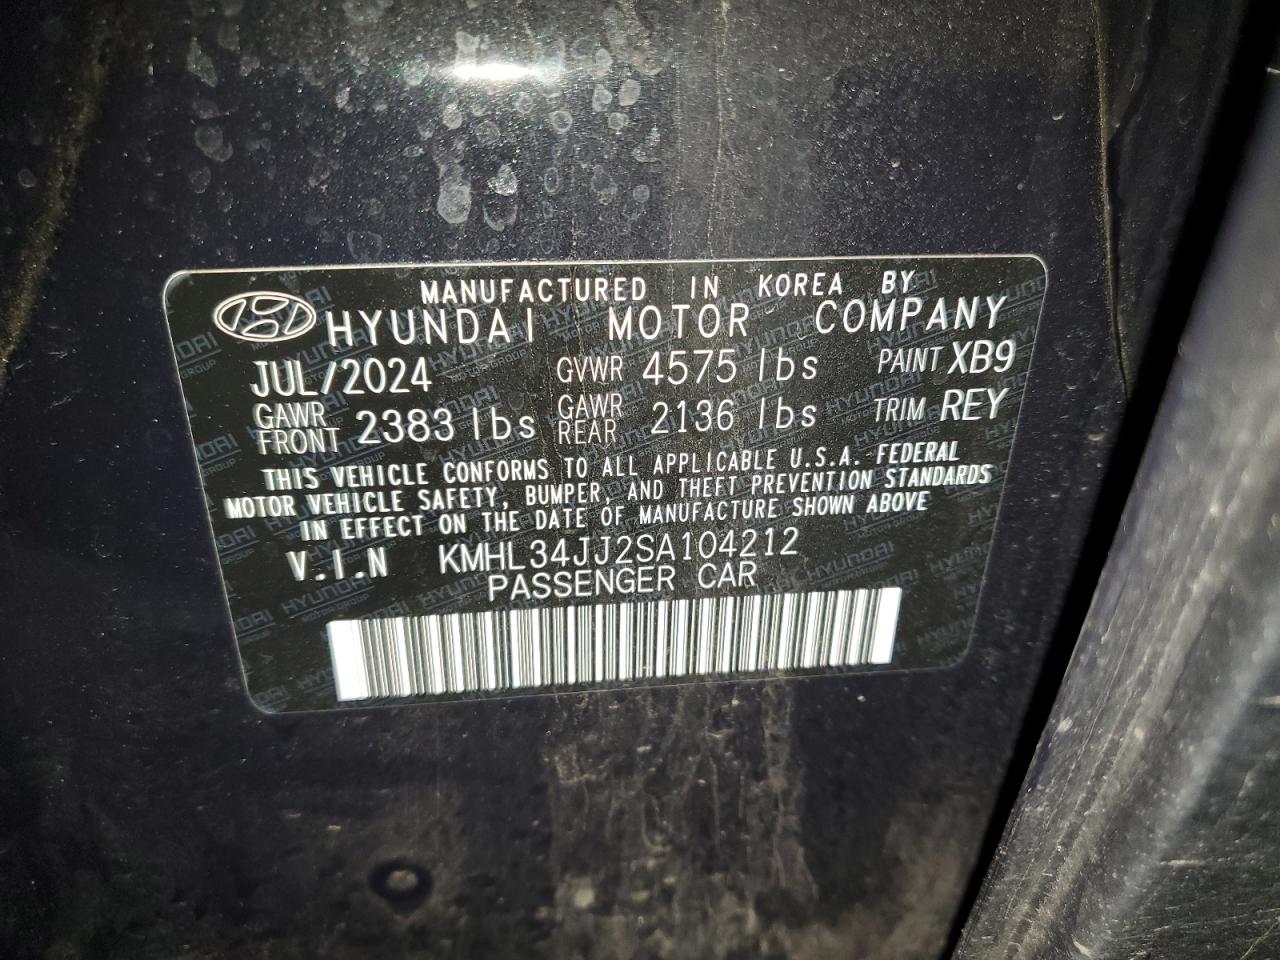 MANUFACTURED IN KOREA BY
HYUNDAI MOTOR COMPANY
JUL/2024 GVWR 4575 lbs PAINT XB9
GAWR FRONT 2383 lbs GAWR REAR 2136 lbs TRIM REY
THIS VEHICLE CONFORMS TO ALL APPLICABLE U.S.A. FEDERAL
MOTOR VEHICLE SAFETY, BUMPER, AND THEFT PREVENTION STANDARDS
IN EFFECT ON THE DATE OF MANUFACTURE SHOWN ABOVE
V.I.N KMHL34JJ2SA104212
PASSENGER CAR